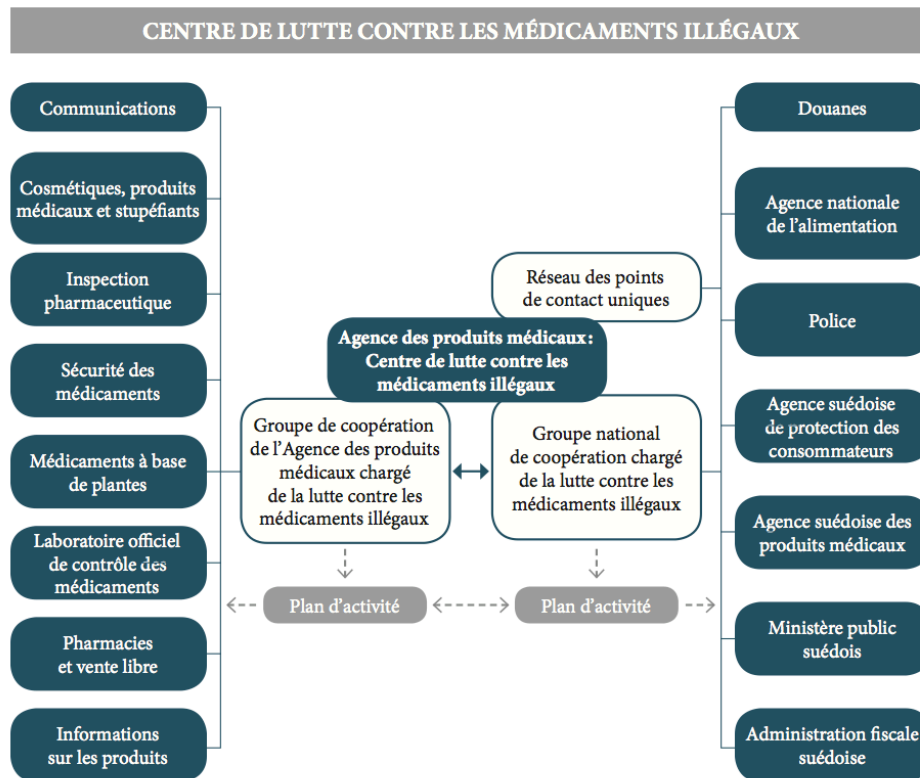 CENTRE DE LUTTE CONTRE LES MÉDICAMENTS ILLÉGAUX
Communications
Cosmétiques, produits
médicaux et stupéfiants
Inspection
pharmaceutique
Sécurité des
médicaments
Médicaments à base
de plantes
Laboratoire officiel
de contrôle des
médicaments
Pharmacies
et vente libre
Informations
sur les produits
Réseau des points
de contact uniques
Agence des produits médicaux :
Centre de lutte contre les
médicaments illégaux
Groupe de coopération
de l’Agence des produits
médicaux chargé
de la lutte contre les
médicaments illégaux
Groupe national
de coopération chargé
de la lutte contre les
médicaments illégaux
Plan d’activité
Plan d’activité
Douanes
Agence nationale
de l’alimentation
Police
Agence suédoise
de protection des
consommateurs
Agence suédoise des
produits médicaux
Ministère public
suédois
Administration fiscale
suédoise